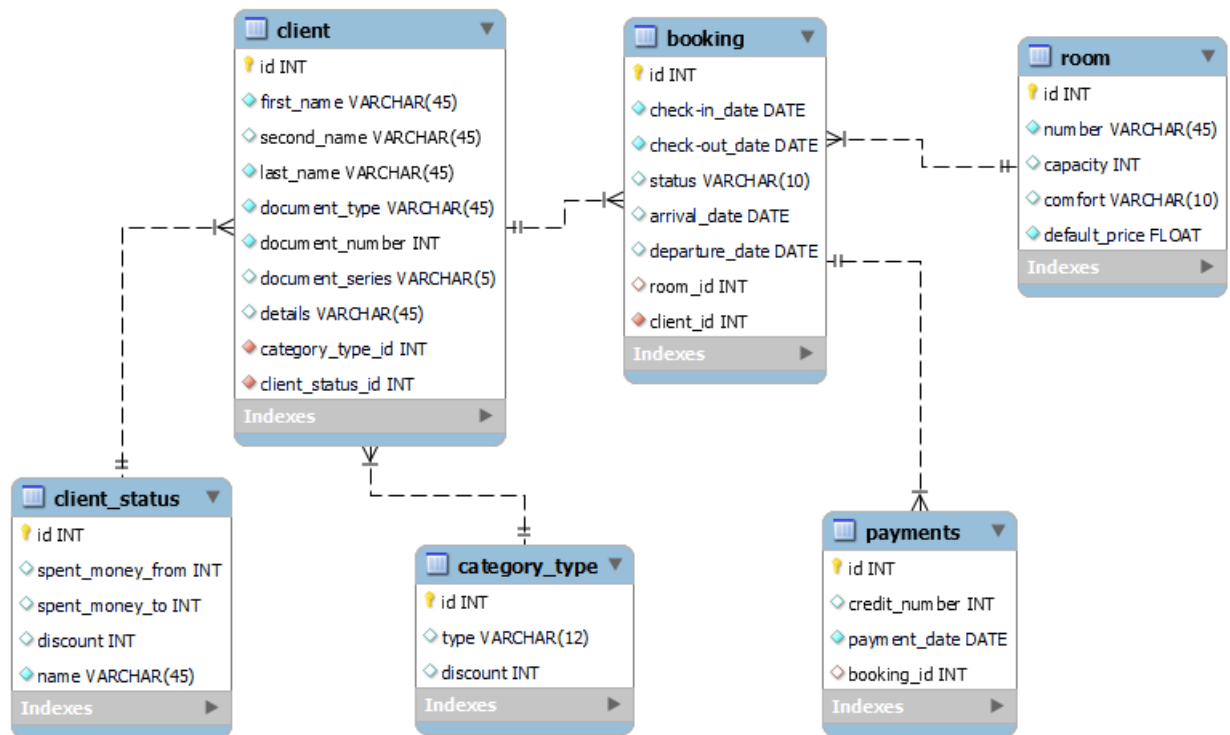 client
id INT
first_name VARCHAR(45)
second_name VARCHAR(45)
last_name VARCHAR(45)
document_type VARCHAR(45)
document_number INT
document_series VARCHAR(5)
details VARCHAR(45)
category_type_id INT
client_status_id INT
Indexes
booking
id INT
check-in_date DATE
check-out_date DATE
status VARCHAR(10)
arrival_date DATE
departure_date DATE
room_id INT
client_id INT
Indexes
room
id INT
number VARCHAR(45)
capacity INT
comfort VARCHAR(10)
default_price FLOAT
Indexes
client_status
id INT
spent_money_from INT
spent_money_to INT
discount INT
name VARCHAR(45)
Indexes
category_type
id INT
type VARCHAR(12)
discount INT
Indexes
payments
id INT
credit_number INT
payment_date DATE
booking_id INT
Indexes